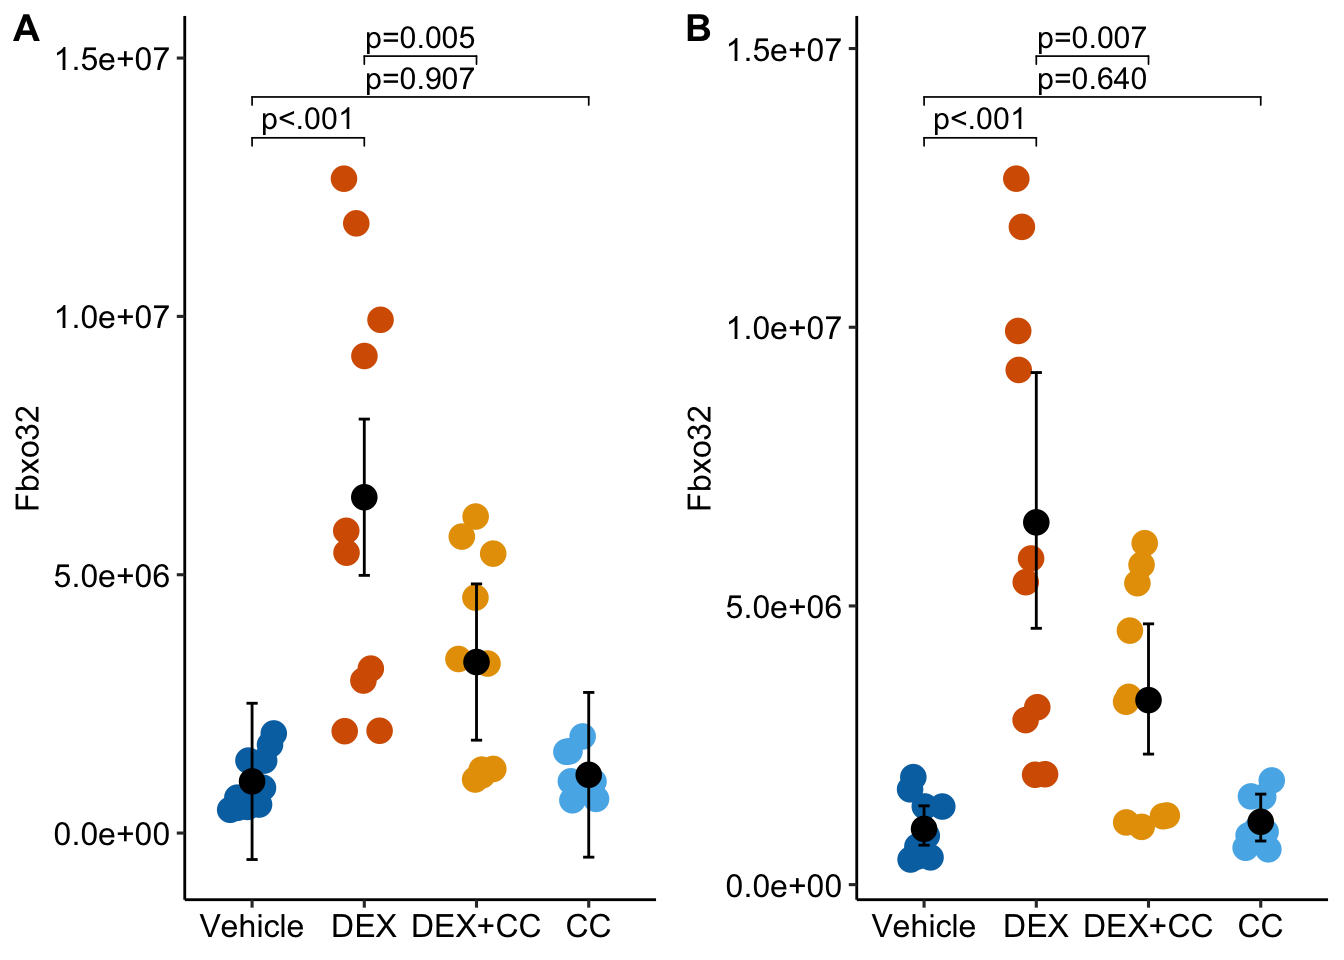 A
p=0.005
1.5e+07
p=0.907
p<.001
1.0e+07
Fbxo32
5.0e+06
0.0e+00
Vehicle DEX DEX+CC CC
B
p=0.007
1.5e+07
p=0.640
p<.001
1.0e+07
Fbxo32
5.0e+06
0.0e+00
Vehicle DEX DEX+CC CC